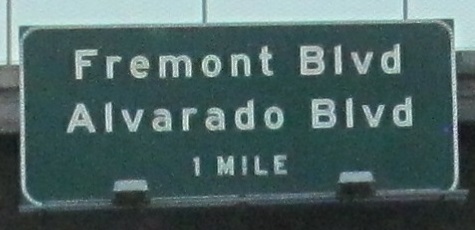 Fremont Blvd
Alvarado Blvd
1 MILE